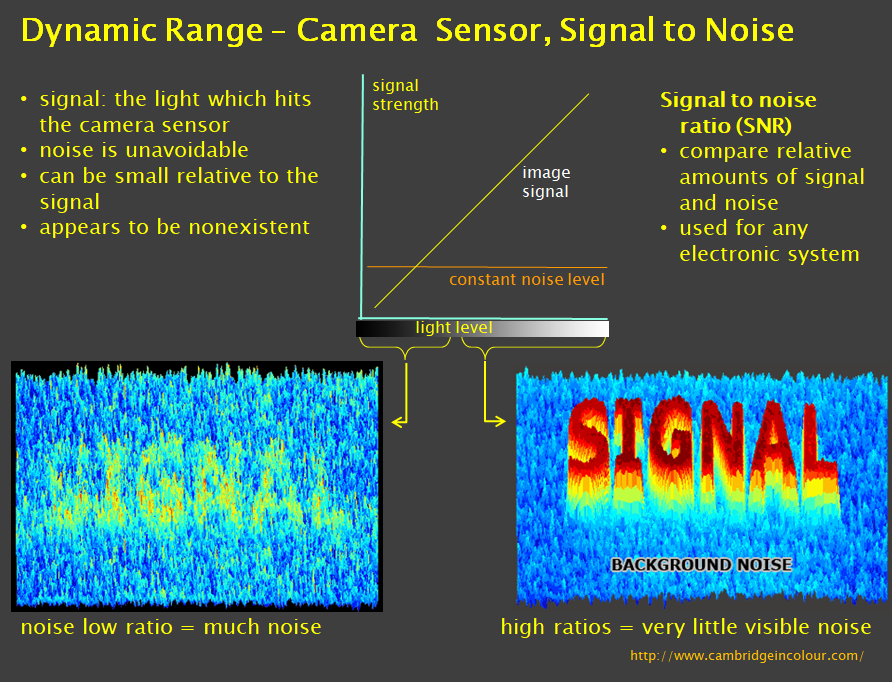 Dynamic Range – Camera Sensor, Signal to Noise
• signal: the light which hits
the camera sensor
• noise is unavoidable
• can be small relative to the
signal
• appears to be nonexistent
signal
strength
image
signal
constant noise level
light level
Signal to noise
ratio (SNR)
• compare relative
amounts of signal
and noise
• used for any
electronic system
SIGNAL
BACKGROUND NOISE
noise low ratio = much noise
high ratios = very little visible noise
http://www.cambridgeincolour.com/